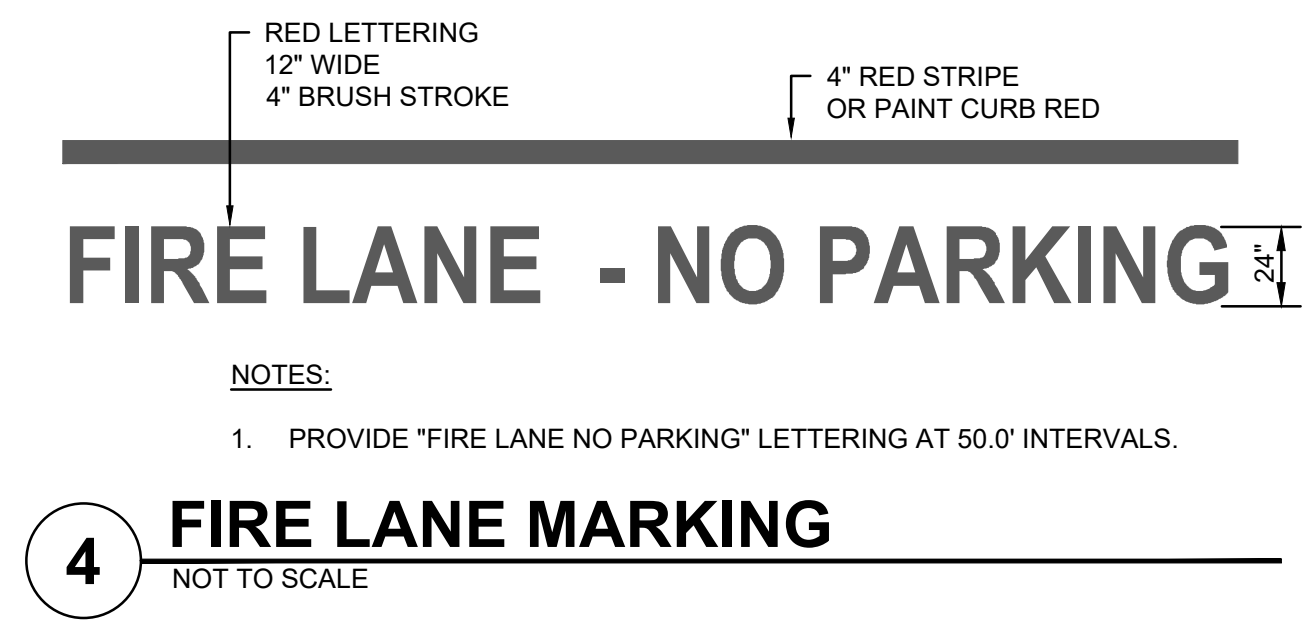 RED LETTERING
12" WIDE
4" BRUSH STROKE
4" RED STRIPE
OR PAINT CURB RED
FIRE LANE - NO PARKING
24"
NOTES:
1. PROVIDE "FIRE LANE NO PARKING" LETTERING AT 50.0' INTERVALS.
4
FIRE LANE MARKING
NOT TO SCALE